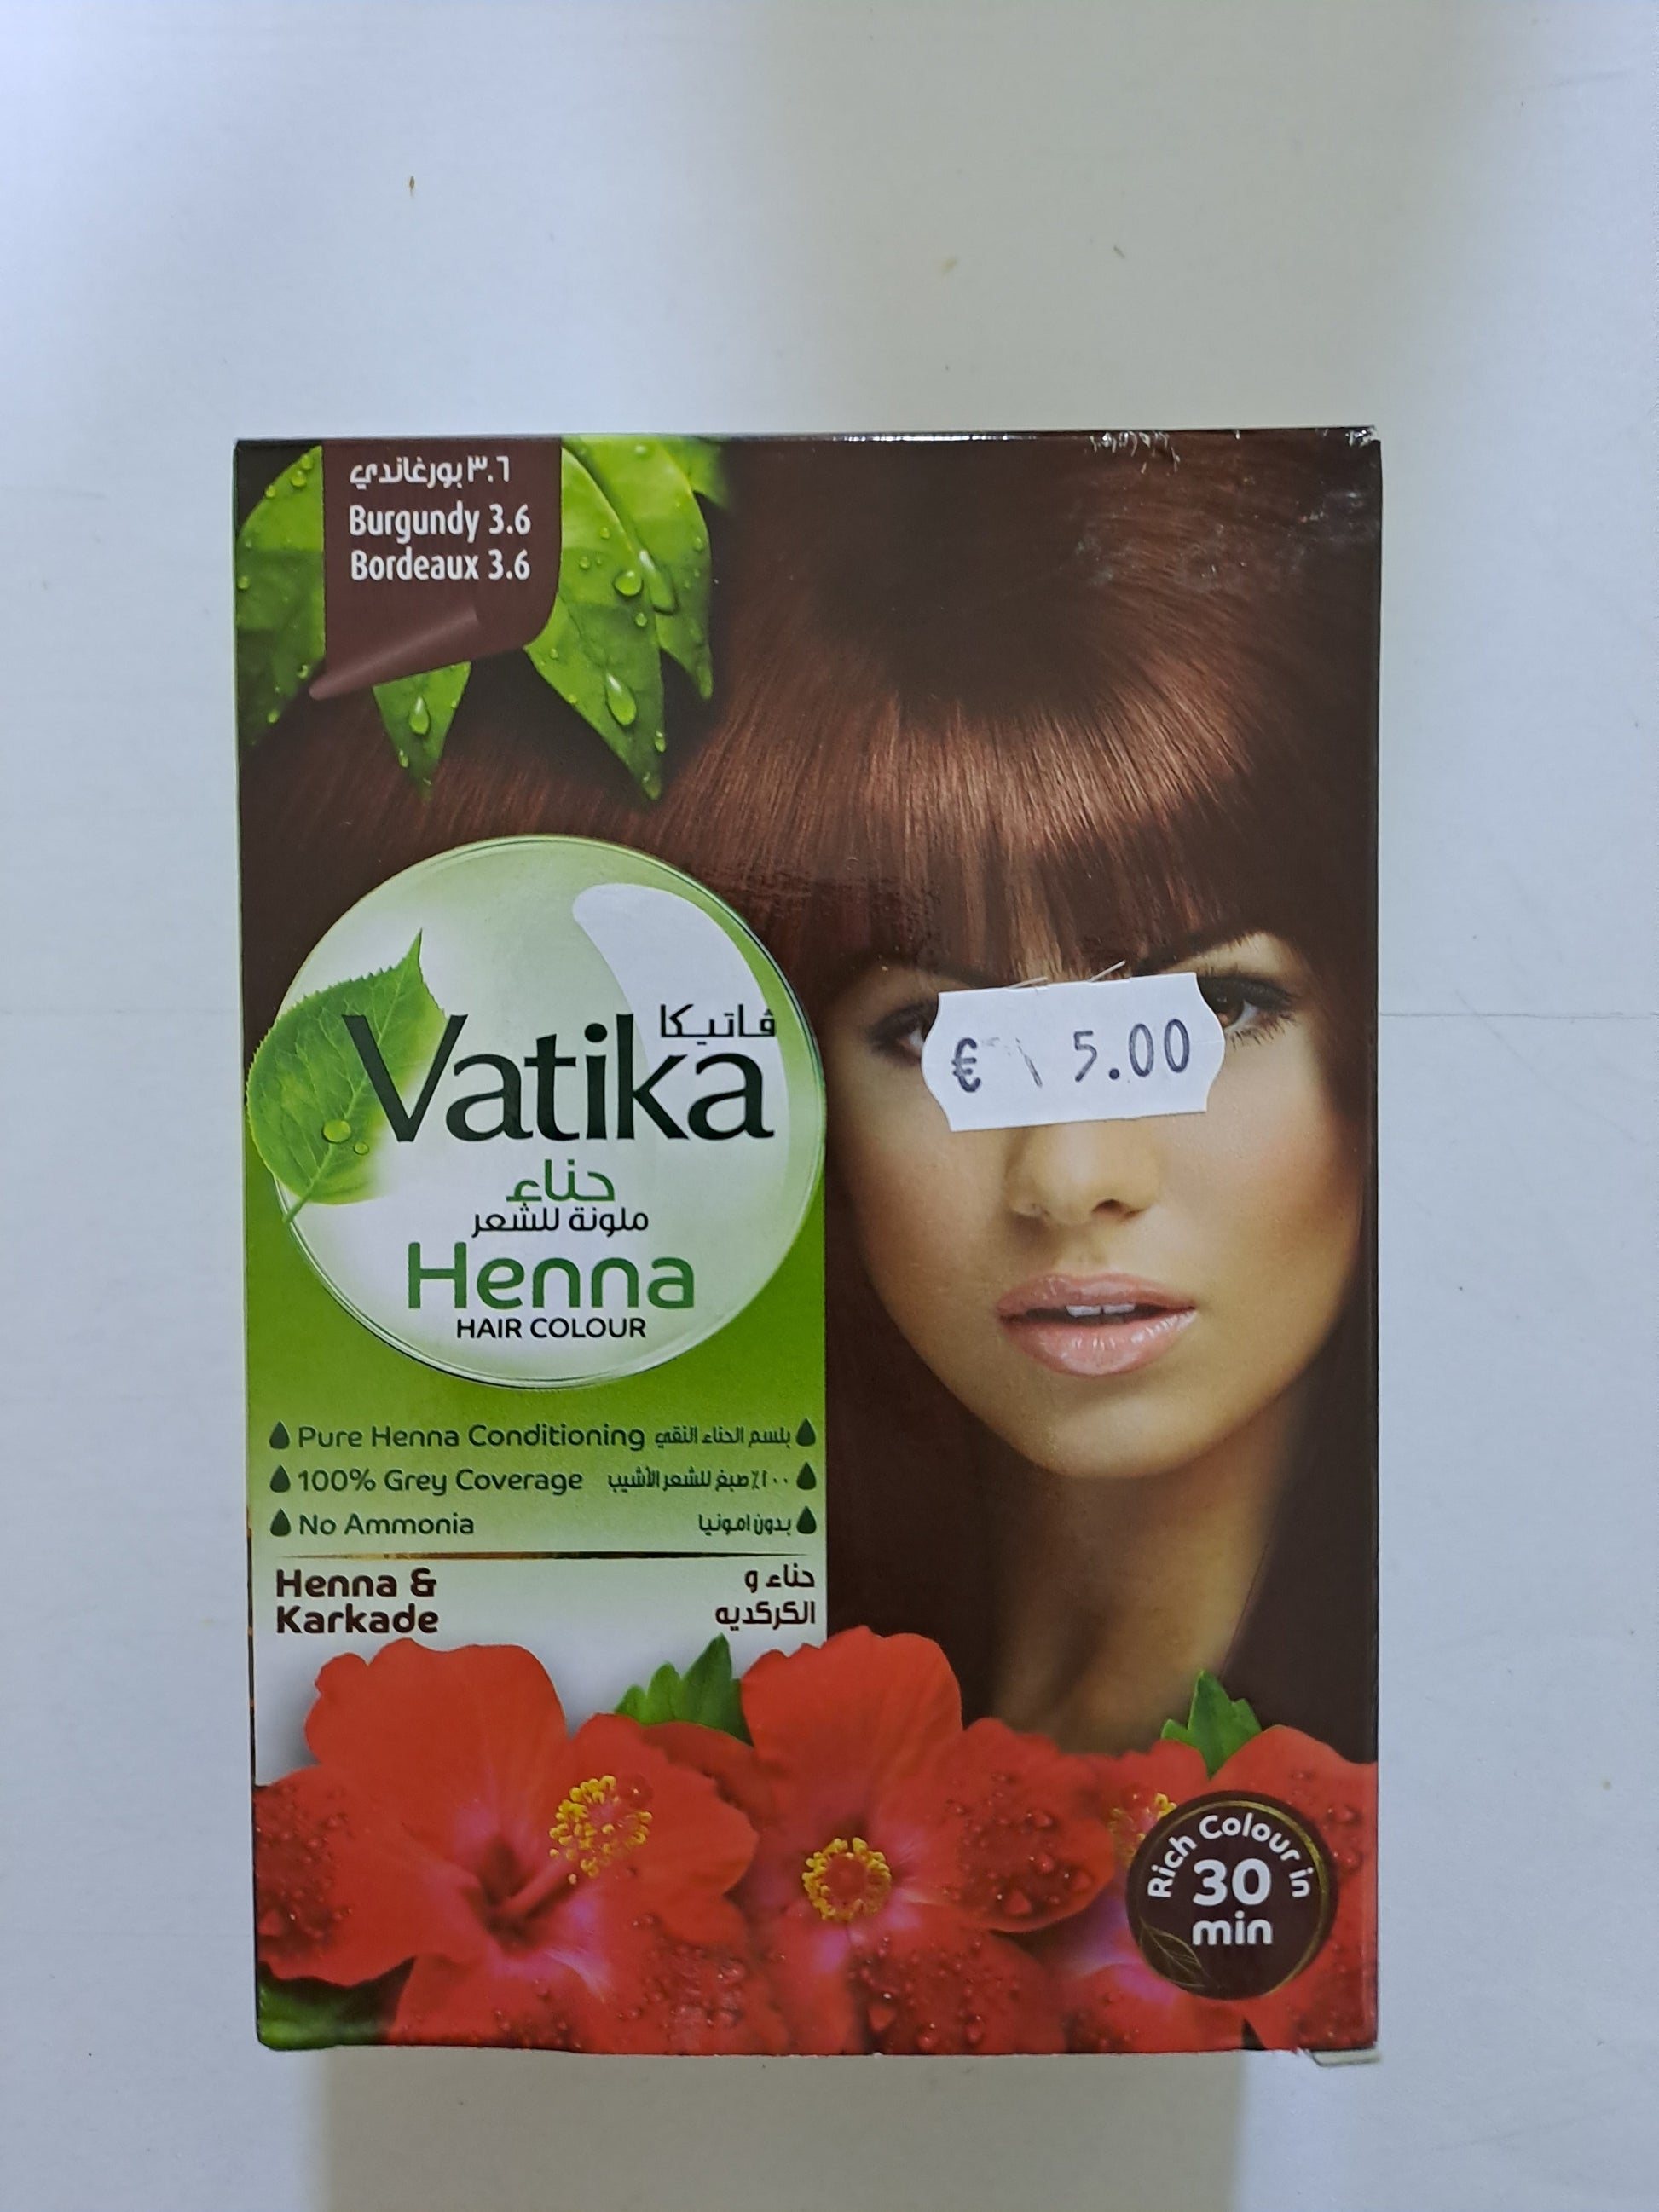 ٣.٦ بورغاندي
Burgundy 3.6
Bordeaux 3.6
ڤاتيكا
Vatika
حناء
ملونة للشعر
Henna
HAIR COLOUR
€ 5.00
Pure Henna Conditioning بلسم الحناء النقي
100% Grey Coverage ١٠٠٪ صبغ للشعر الأشيب
No Ammonia بدون امونيا
Henna & حناء و
Karkade الكركديه
Rich Colour in
30
min